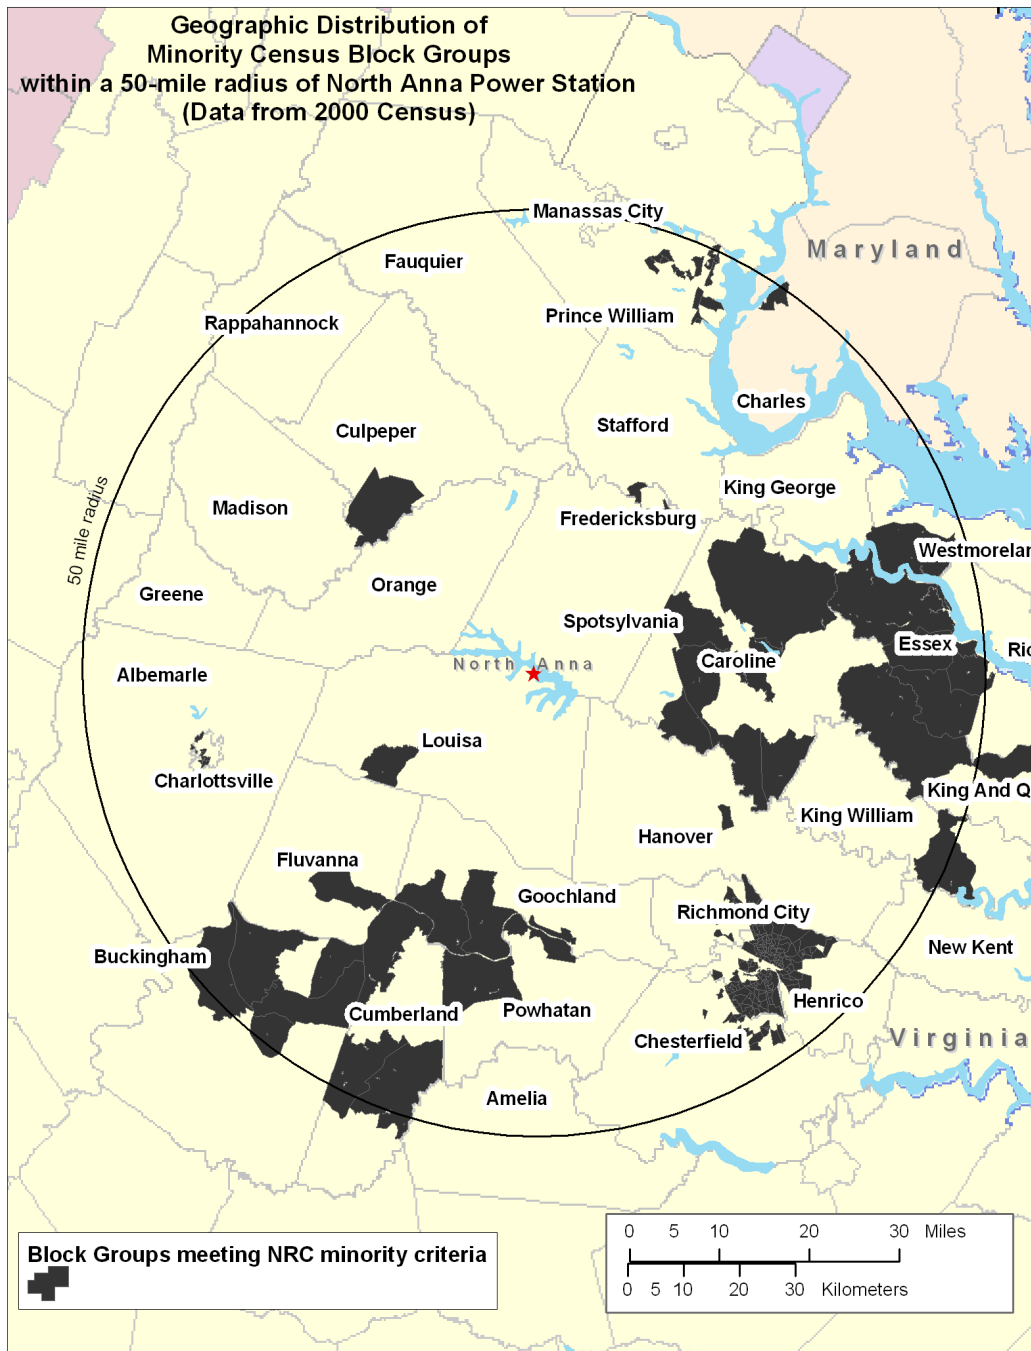 Geographic Distribution of
Minority Census Block Groups
within a 50-mile radius of North Anna Power Station
(Data from 2000 Census)
Manassas City
Maryland
Fauquier
Prince William
Rappahannock
Charles
Stafford
Culpeper
King George
50 mile radius
Madison
Fredericksburg
Westmorelan
Orange
Greene
Spotsylvania
Essex
Ric
North Anna
Caroline
Albemarle
Louisa
Charlottsville
King And Q
King William
Hanover
Fluvanna
Goochland
Richmond City
Buckingham
New Kent
Henrico
Cumberland
Powhatan
Chesterfield
Virginia
Amelia
Block Groups meeting NRC minority criteria
0 5 10 20 30 Miles
0 5 10 20 30 Kilometers